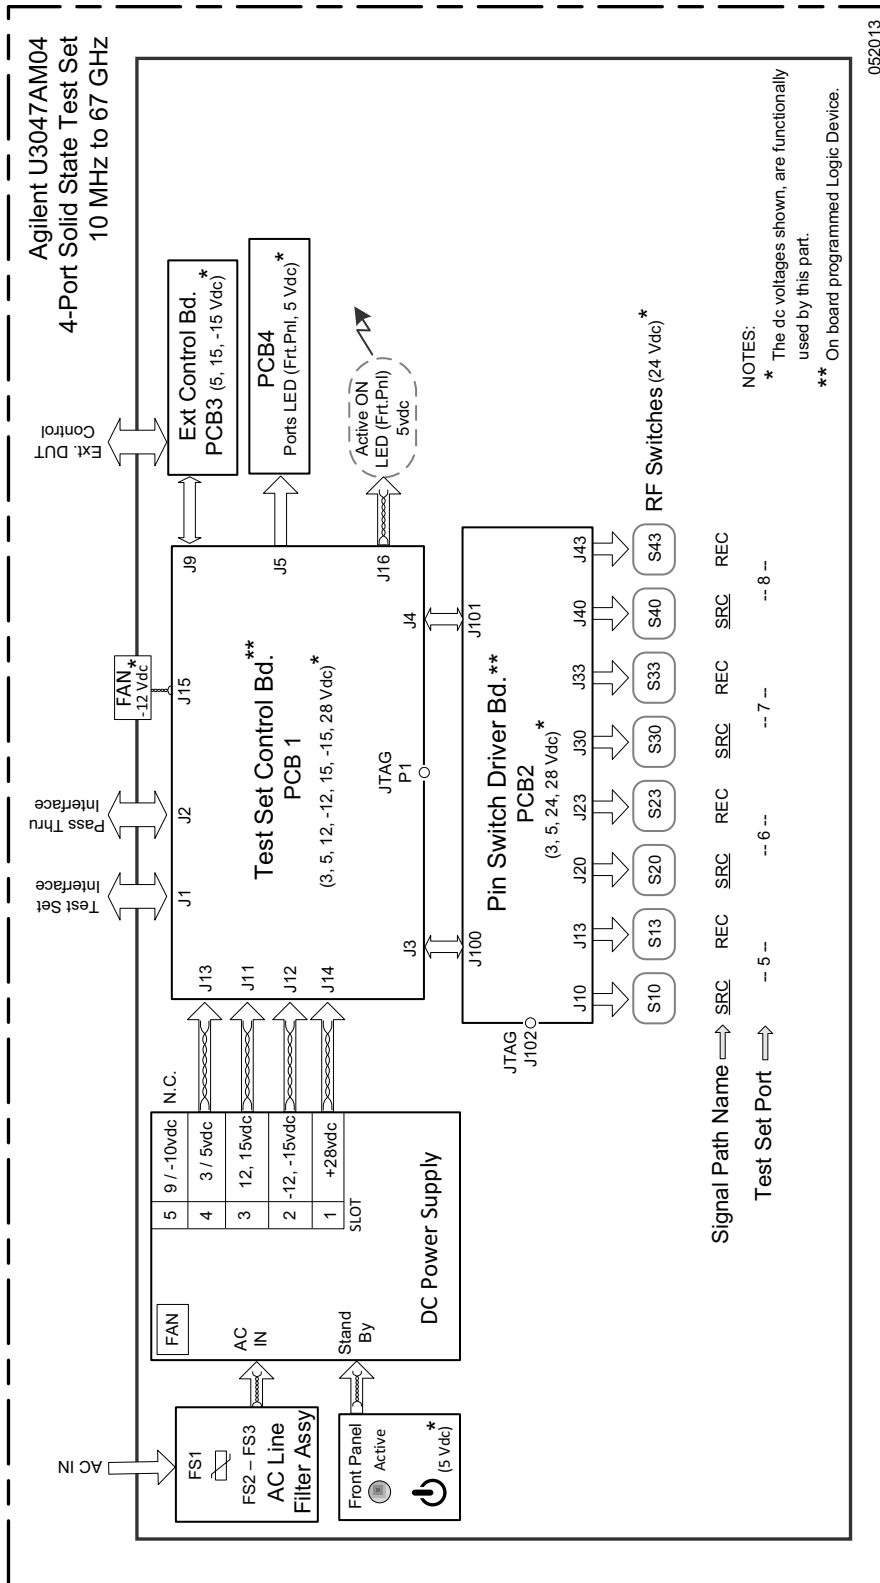 Agilent U3047AM04
4-Port Solid State Test Set
10 MHz to 67 GHz
AC IN
Test Set
Interface
Pass Thru
Interface
FAN*
-12 Vdc
Ext. DUT
Control
FS1
FS2 – FS3
AC Line
Filter Assy
Front Panel
Active
*
(5 Vdc)
FAN
AC
IN
Stand
By
DC Power Supply
5 9 / -10vdc N.C.
4 3 / 5vdc
3 12, 15vdc
2 -12, -15vdc
1 +28vdc
SLOT
J13
J11
J12
J14
J1
J2
J15
J9
J5
J16
Test Set Control Bd.**
PCB 1
(3, 5, 12, -12, 15, -15, 28 Vdc)*
JTAG
P1
J3
J4
Ext Control Bd.
PCB3 (5, 15, -15 Vdc)*
PCB4
Ports LED (Frt.Pnl, 5 Vdc)*
Active ON
LED (Frt.Pnl)
5vdc
J100
J101
Pin Switch Driver Bd.**
PCB2
(3, 5, 24, 28 Vdc)*
JTAG
J102
J10 J13 J20 J23 J30 J33 J40 J43
S10 S13 S20 S23 S30 S33 S40 S43 RF Switches (24 Vdc)*
Signal Path Name SRC REC SRC REC SRC REC SRC REC
Test Set Port -- 5 -- -- 6 -- -- 7 -- -- 8 --
NOTES:
* The dc voltages shown, are functionally
used by this part.
** On board programmed Logic Device.
052013